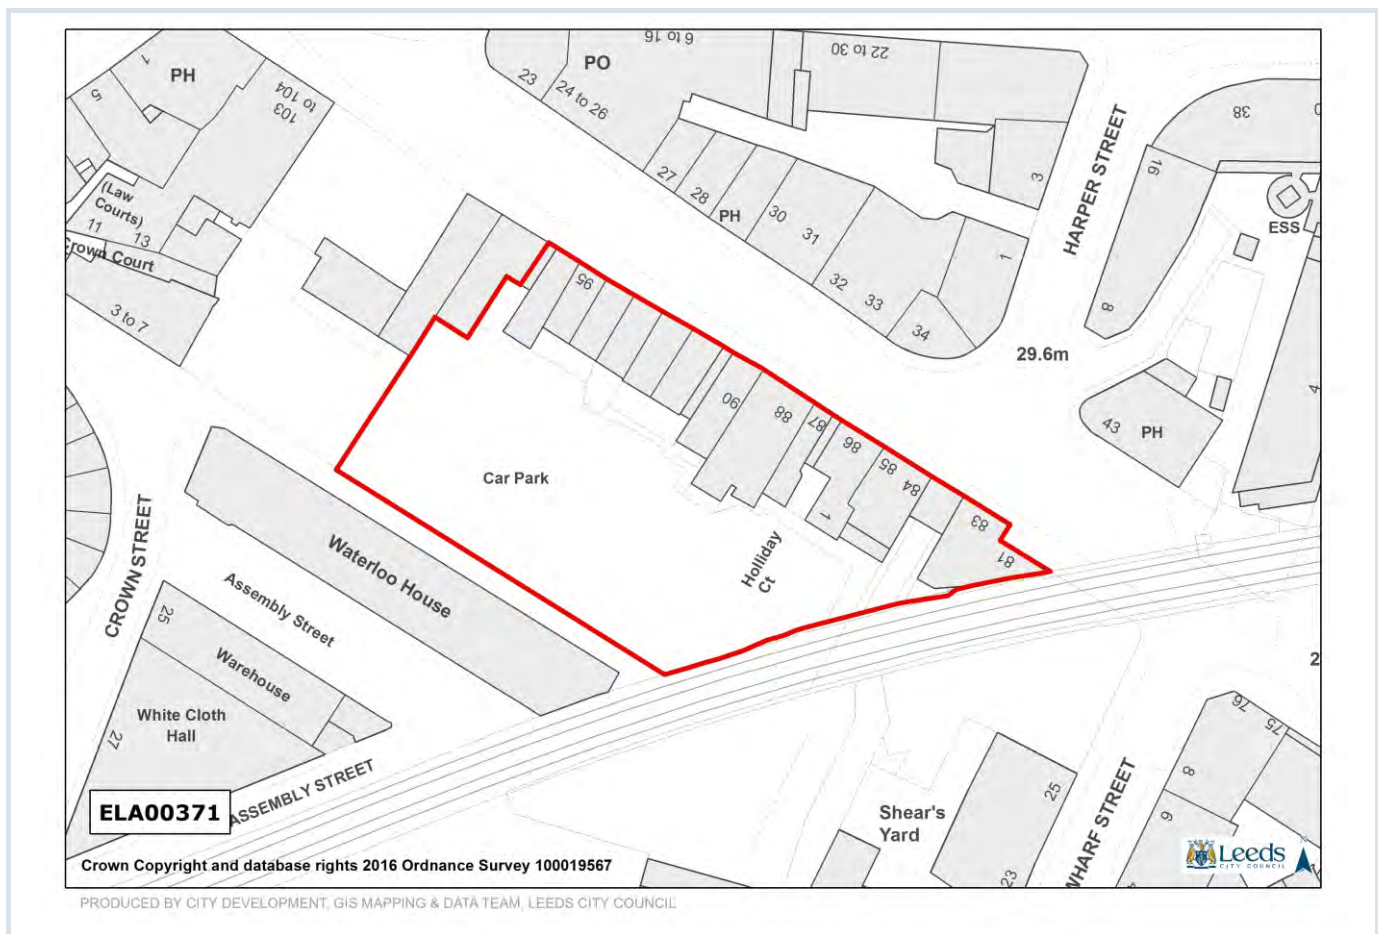 6 to 16
22 to 30
PO
7
PH
23
24 to 26
5
103
to 104
38
HARPER STREET
16
27
28
PH
30
31
3
(Law
Courts)
11
13
Crown Court
ESS
1
3 to 7
95
32
33
34
8
29.6m
4
90
88
87
86
85
84
83
81
1
43
PH
Car Park
Holliday
Ct
Waterloo House
CROWN STREET
Assembly Street
25
Warehouse
White Cloth
Hall
27
ASSEMBLY STREET
2
76
75
8
6
25
23
Shear's
Yard
WHARF STREET
ELA00371
Leeds
CITY COUNCIL
Crown Copyright and database rights 2016 Ordnance Survey 100019567
PRODUCED BY CITY DEVELOPMENT, GIS MAPPING & DATA TEAM, LEEDS CITY COUNCIL